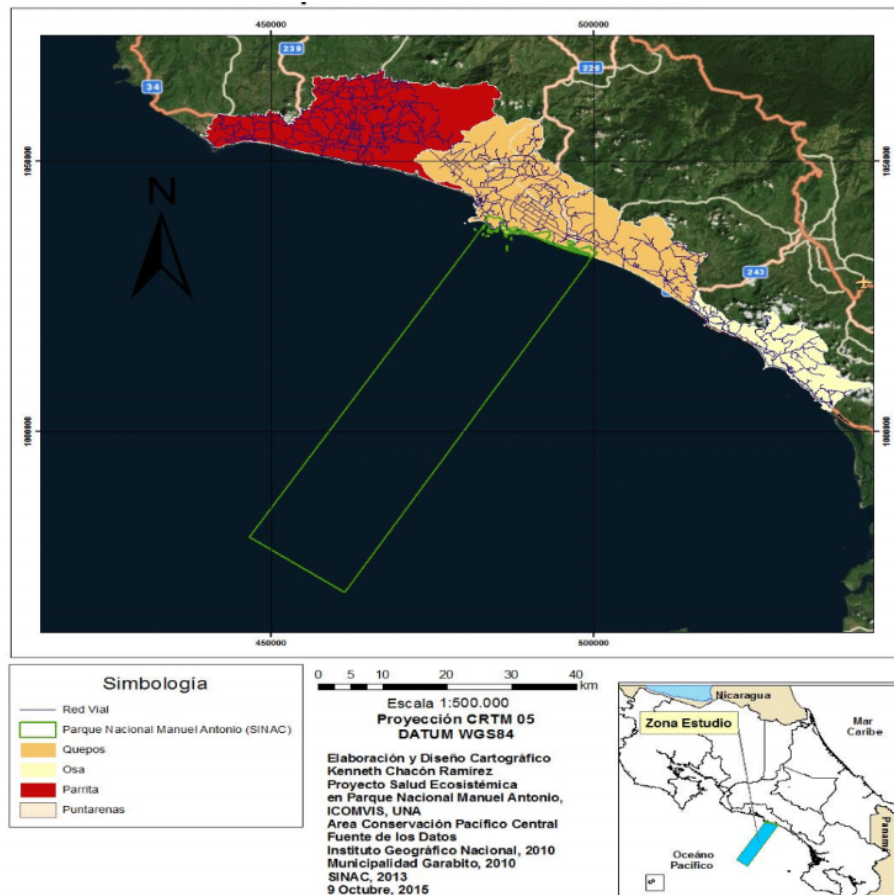 450000
500000
239
226
34
1050000
1050000
N
243
1000000
1000000
450000
500000
Simbología
Red Vial
Parque Nacional Manuel Antonio (SINAC)
Quepos
Osa
Parrita
Puntarenas
0 5 10 20 30 40
km
Escala 1:500.000
Proyección CRTM 05
DATUM WGS84
Elaboración y Diseño Cartográfico
Kenneth Chacón Ramírez
Proyecto Salud Ecosistémica
en Parque Nacional Manuel Antonio,
ICOMVIS, UNA
Area Conservación Pacífico Central
Fuente de los Datos
Instituto Geográfico Nacional, 2010
Municipalidad Garabito, 2010
SINAC, 2013
9 Octubre, 2015
Nicaragua
Zona Estudio
Mar
Caribe
Panamá
Océano
Pacífico